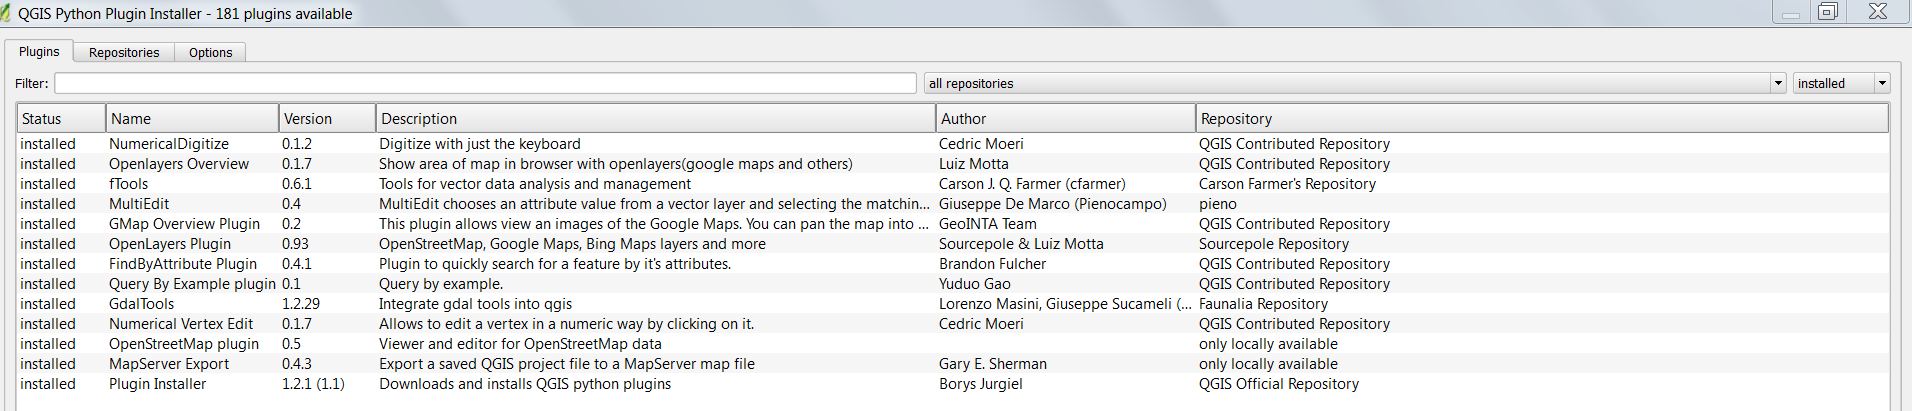 QGIS Python Plugin Installer - 181 plugins available
Plugins Repositories Options
Filter: all repositories installed
Status Name Version Description Author Repository
installed NumericalDigitize 0.1.2 Digitize with just the keyboard Cedric Moeri QGIS Contributed Repository
installed Openlayers Overview 0.1.7 Show area of map in browser with openlayers(google maps and others) Luiz Motta QGIS Contributed Repository
installed fTools 0.6.1 Tools for vector data analysis and management Carson J. Q. Farmer (cfarmer) Carson Farmer's Repository
installed MultiEdit 0.4 MultiEdit chooses an attribute value from a vector layer and selecting the matchin... Giuseppe De Marco (Pienocampo) pieno
installed GMap Overview Plugin 0.2 This plugin allows view an images of the Google Maps. You can pan the map into ... GeoINTA Team QGIS Contributed Repository
installed OpenLayers Plugin 0.93 OpenStreetMap, Google Maps, Bing Maps layers and more Sourcepole & Luiz Motta Sourcepole Repository
installed FindByAttribute Plugin 0.4.1 Plugin to quickly search for a feature by it's attributes. Brandon Fulcher QGIS Contributed Repository
installed Query By Example plugin 0.1 Query by example. Yuduo Gao QGIS Contributed Repository
installed GdalTools 1.2.29 Integrate gdal tools into qgis Lorenzo Masini, Giuseppe Sucameli (... Faunalia Repository
installed Numerical Vertex Edit 0.1.7 Allows to edit a vertex in a numeric way by clicking on it. Cedric Moeri QGIS Contributed Repository
installed OpenStreetMap plugin 0.5 Viewer and editor for OpenStreetMap data only locally available
installed MapServer Export 0.4.3 Export a saved QGIS project file to a MapServer map file Gary E. Sherman only locally available
installed Plugin Installer 1.2.1 (1.1) Downloads and installs QGIS python plugins Borys Jurgiel QGIS Official Repository